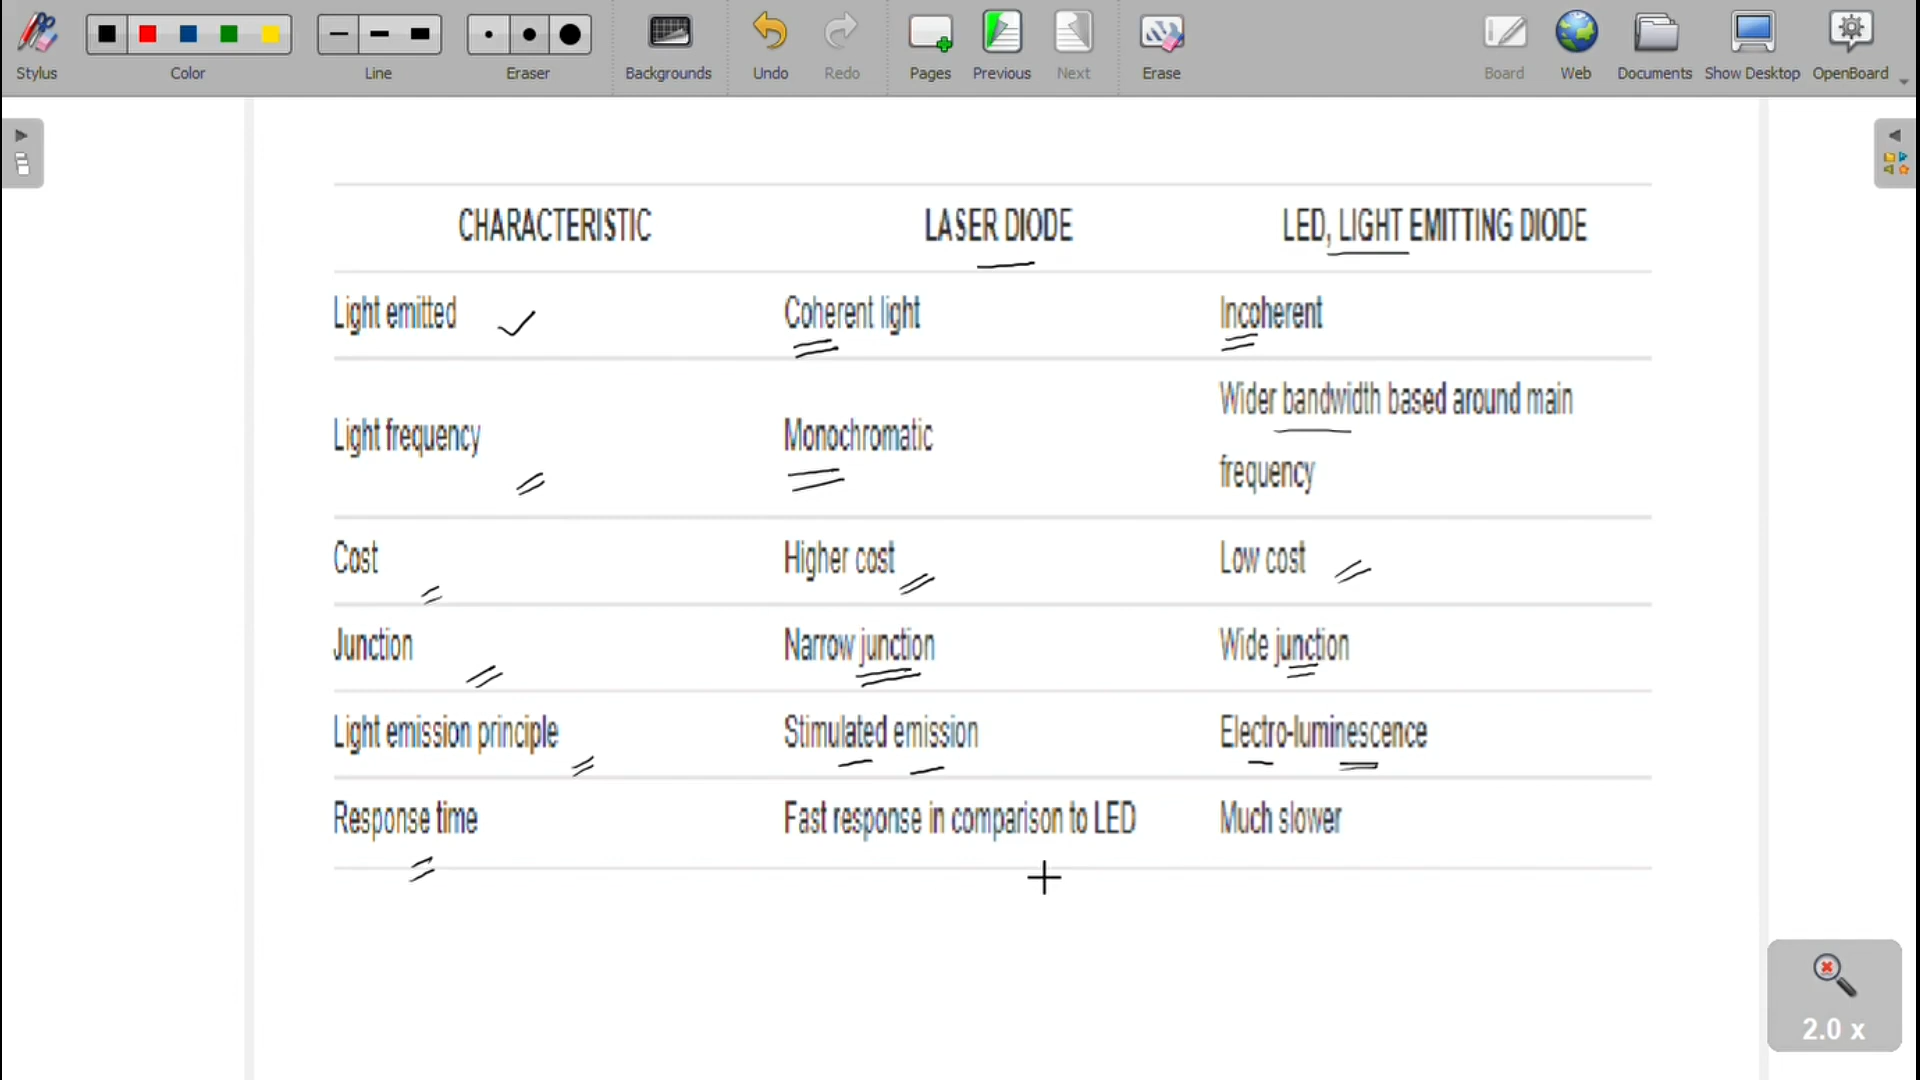 Stylus Color Line Eraser Backgrounds Undo Redo Pages Previous Next Erase Board Web Documents Show Desktop OpenBoard
CHARACTERISTIC LASER DIODE LED, LIGHT EMITTING DIODE
Light emitted Coherent light Incoherent
Light frequency Monochromatic Wider bandwidth based around main
frequency
Cost Higher cost Low cost
Junction Narrow junction Wide junction
Light emission principle Stimulated emission Electro-luminescence
Response time Fast response in comparison to LED Much slower
2.0 x